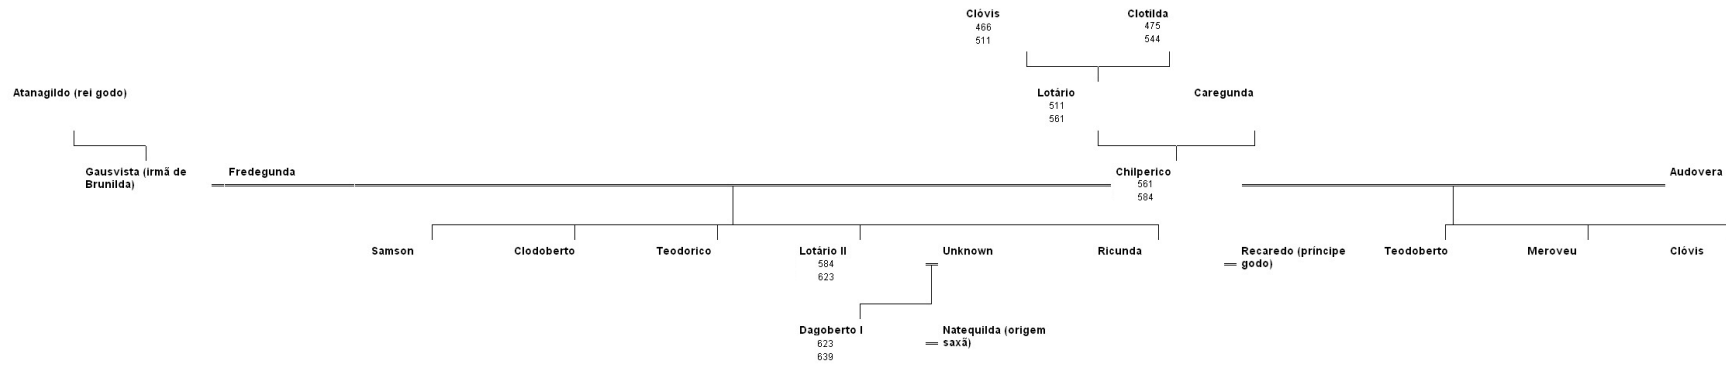 Clóvis
466
511
Clotilda
475
544
Atanagildo (rei godo)
Lotário
511
561
Caregunda
Gausvista (irmã de
Brunilda)
Fredegunda
Chilperico
561
584
Audovera
Samson
Clodoberto
Teodorico
Lotário II
584
623
Unknown
Ricunda
Recaredo (príncipe
godo)
Teodoberto
Meroveu
Clóvis
Dagoberto I
623
639
Natequilda (origem
saxã)